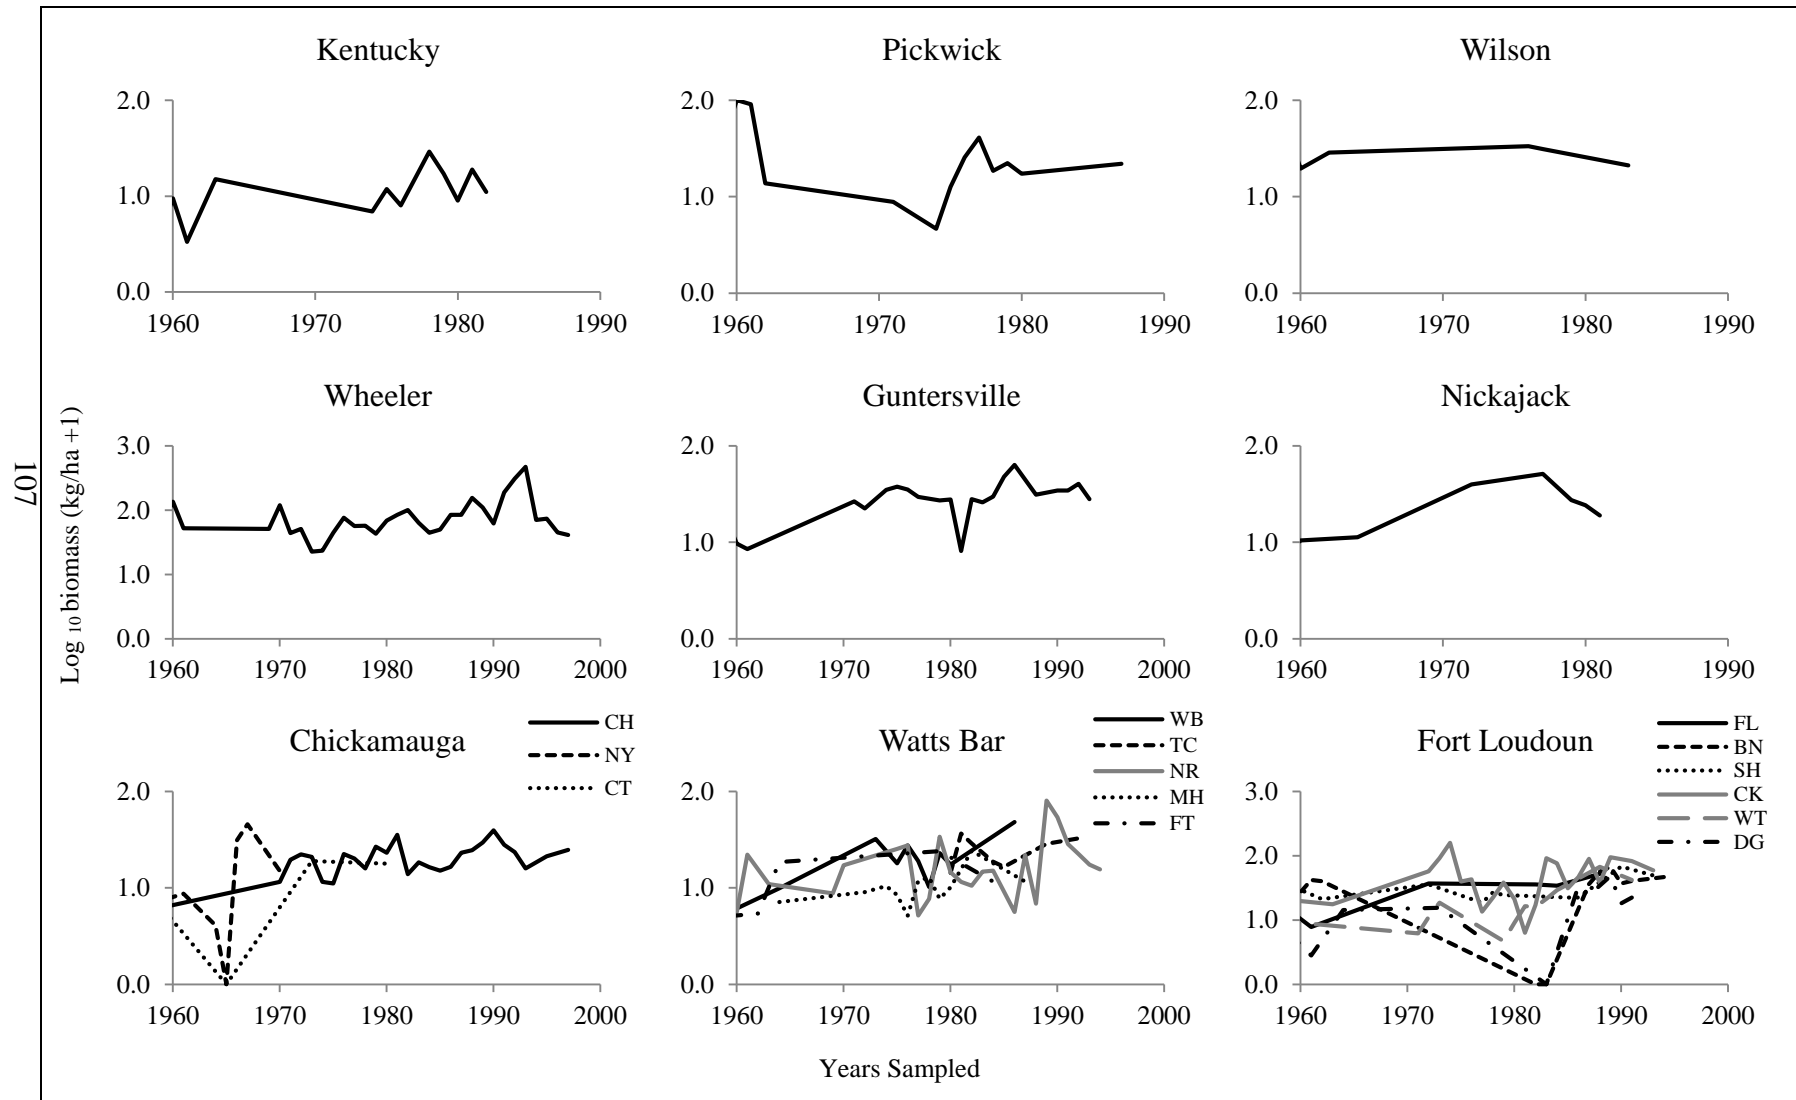 Kentucky
2.0
1.0
0.0
1960 1970 1980 1990
Pickwick
2.0
1.0
0.0
1960 1970 1980 1990
Wilson
2.0
1.0
0.0
1960 1970 1980 1990
Wheeler
3.0
2.0
1.0
0.0
1960 1970 1980 1990 2000
Guntersville
2.0
1.0
0.0
1960 1970 1980 1990 2000
Nickajack
2.0
1.0
0.0
1960 1970 1980 1990
107
Log 10 biomass (kg/ha +1)
Chickamauga
CH
NY
CT
2.0
1.0
0.0
1960 1970 1980 1990 2000
Watts Bar
WB
TC
NR
MH
FT
2.0
1.0
0.0
1960 1970 1980 1990 2000
Fort Loudoun
FL
BN
SH
CK
WT
DG
3.0
2.0
1.0
0.0
1960 1970 1980 1990 2000
Years Sampled